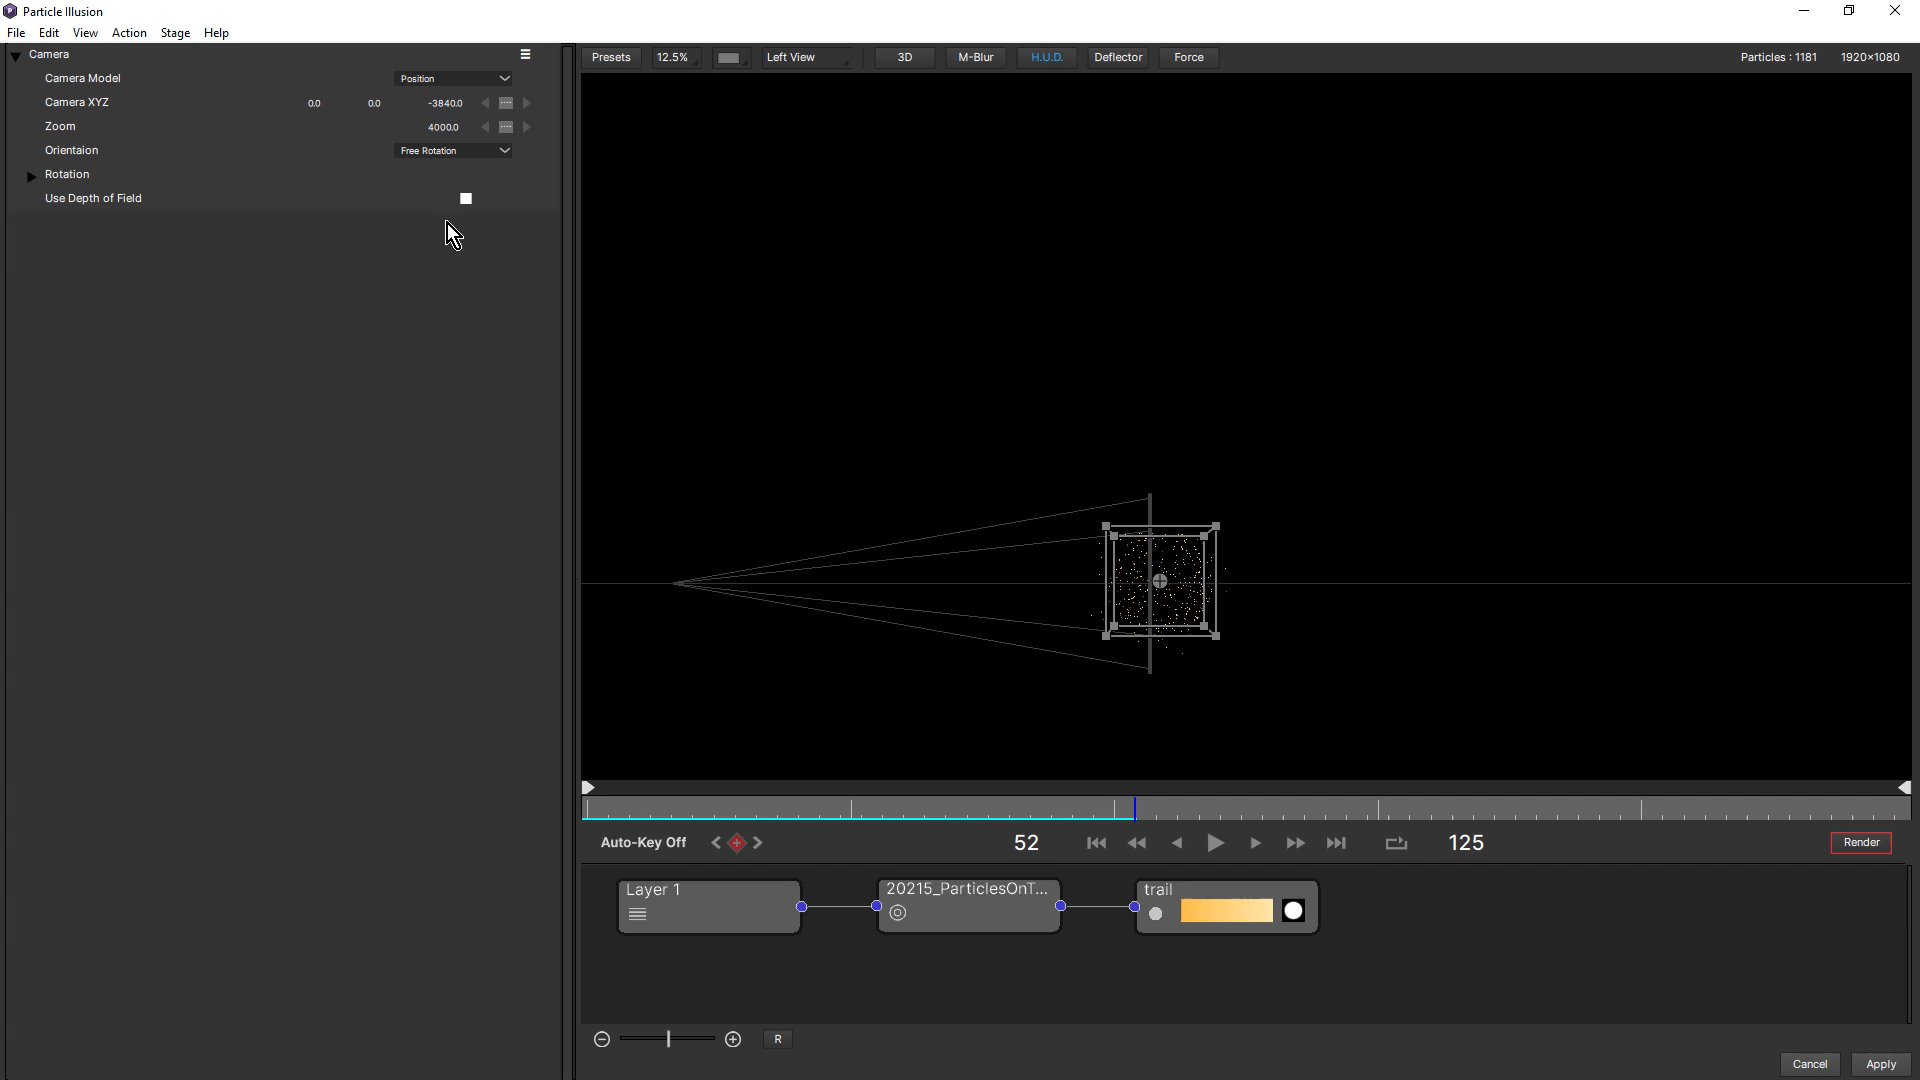 Particle Illusion
File Edit View Action Stage Help
Camera
Camera Model Position
Camera XYZ 0.0 0.0 -3840.0
Zoom 4000.0
Orientaion Free Rotation
Rotation
Use Depth of Field
Presets 12.5% Left View 3D M-Blur H.U.D. Deflector Force Particles : 1181 1920×1080
Auto-Key Off 52 125 Render
Layer 1 20215_ParticlesOnT... trail
R
Cancel Apply